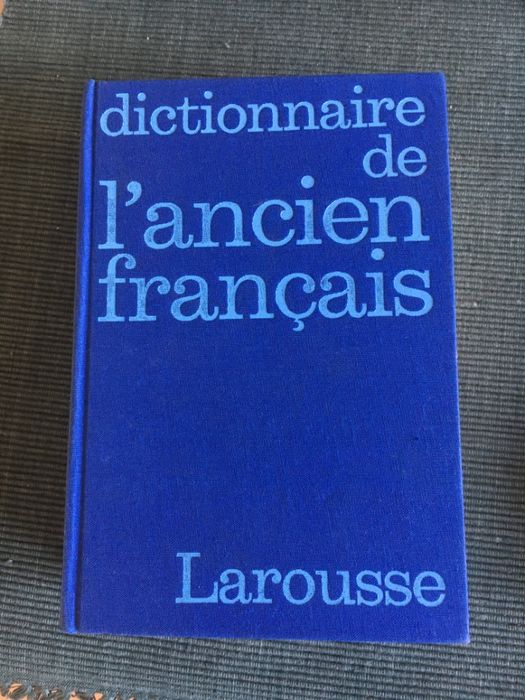 dictionnaire
de
l'ancien
français
Larousse